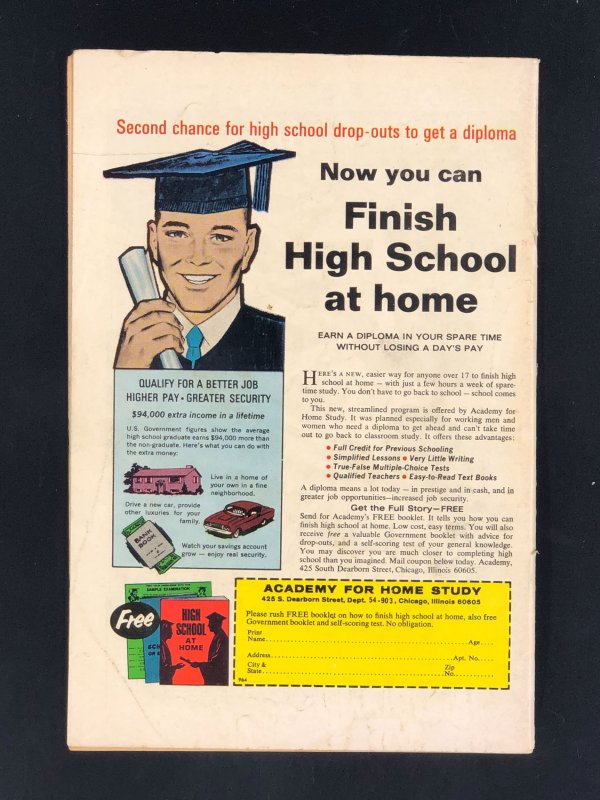 Second chance for high school drop-outs to get a diploma
Now you can
Finish
High School
at home
EARN A DIPLOMA IN YOUR SPARE TIME
WITHOUT LOSING A DAY'S PAY
HERE'S A NEW, easier way for anyone over 17 to finish high
school at home — with just a few hours a week of spare-
time study. You don't have to go back to school — school comes
to you.
This new, streamlined program is offered by Academy for
Home Study. It was planned especially for working men and
women who need a diploma to get ahead and can't take time
out to go back to classroom study. It offers these advantages:
• Full Credit for Previous Schooling
• Simplified Lessons • Very Little Writing
• True-False Multiple-Choice Tests
• Qualified Teachers • Easy-to-Read Text Books
A diploma means a lot today — in prestige and in cash, and in
greater job opportunities—increased job security.
Get the Full Story—FREE
Send for Academy's FREE booklet. It tells you how you can
finish high school at home. Low cost, easy terms. You will also
receive free a valuable Government booklet with advice for
drop-outs, and a self-scoring test of your general knowledge.
You may discover you are much closer to completing high
school than you imagined. Mail coupon below today. Academy,
425 South Dearborn Street, Chicago, Illinois 60605.
QUALIFY FOR A BETTER JOB
HIGHER PAY • GREATER SECURITY
$94,000 extra income in a lifetime
U.S. Government figures show the average
high school graduate earns $94,000 more than
the non-graduate. Here's what you can do with
the extra money:
Live in a home of
your own in a fine
neighborhood.
Drive a new car, provide
other luxuries for your
family.
BANK
BOOK
Watch your savings account
grow — enjoy real security.
Free
SAMPLE EXAMINATION
HIGH
SCHOOL
AT
HOME
ACADEMY FOR HOME STUDY
425 S. Dearborn Street, Dept. 54-903, Chicago, Illinois 60605
Please rush FREE booklet on how to finish high school at home, also free
Government booklet and self-scoring test. No obligation.
Print
Name Age
Address Apt. No.
City & Zip
State No.
964